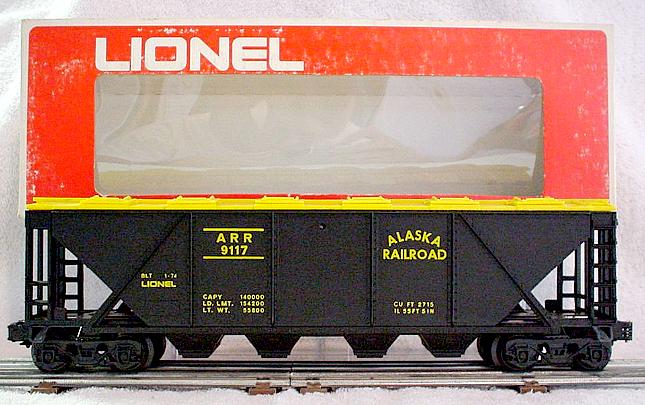 LIONEL
ARR
9117
ALASKA
RAILROAD
BLT 1-74
LIONEL
CAPY 140000
LD. LMT. 154200
LT. WT. 55800
CU FT 2715
IL 55FT 5IN